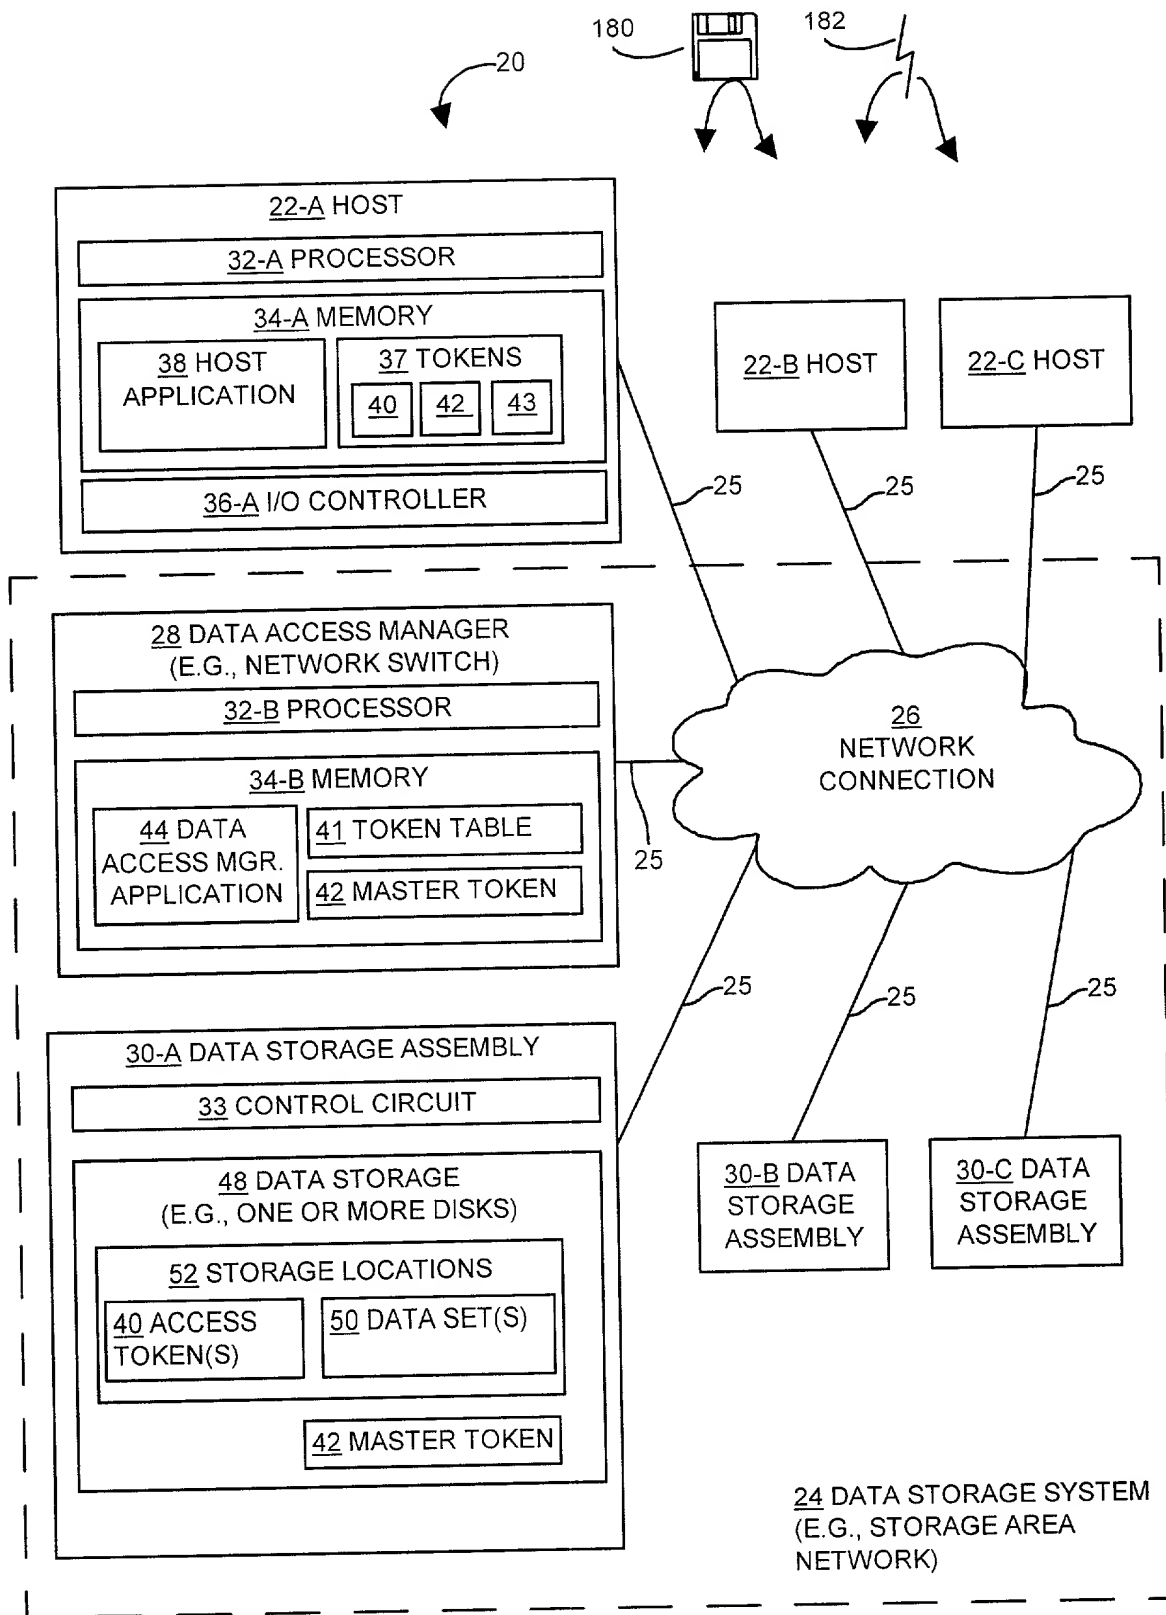 180
182
20
22-A HOST
32-A PROCESSOR
34-A MEMORY
38 HOST
APPLICATION
37 TOKENS
40
42
43
36-A I/O CONTROLLER
22-B HOST
22-C HOST
25
25
25
28 DATA ACCESS MANAGER
(E.G., NETWORK SWITCH)
32-B PROCESSOR
34-B MEMORY
44 DATA
ACCESS MGR.
APPLICATION
41 TOKEN TABLE
42 MASTER TOKEN
25
26
NETWORK
CONNECTION
25
25
25
30-A DATA STORAGE ASSEMBLY
33 CONTROL CIRCUIT
48 DATA STORAGE
(E.G., ONE OR MORE DISKS)
52 STORAGE LOCATIONS
40 ACCESS
TOKEN(S)
50 DATA SET(S)
42 MASTER TOKEN
30-B DATA
STORAGE
ASSEMBLY
30-C DATA
STORAGE
ASSEMBLY
24 DATA STORAGE SYSTEM
(E.G., STORAGE AREA
NETWORK)